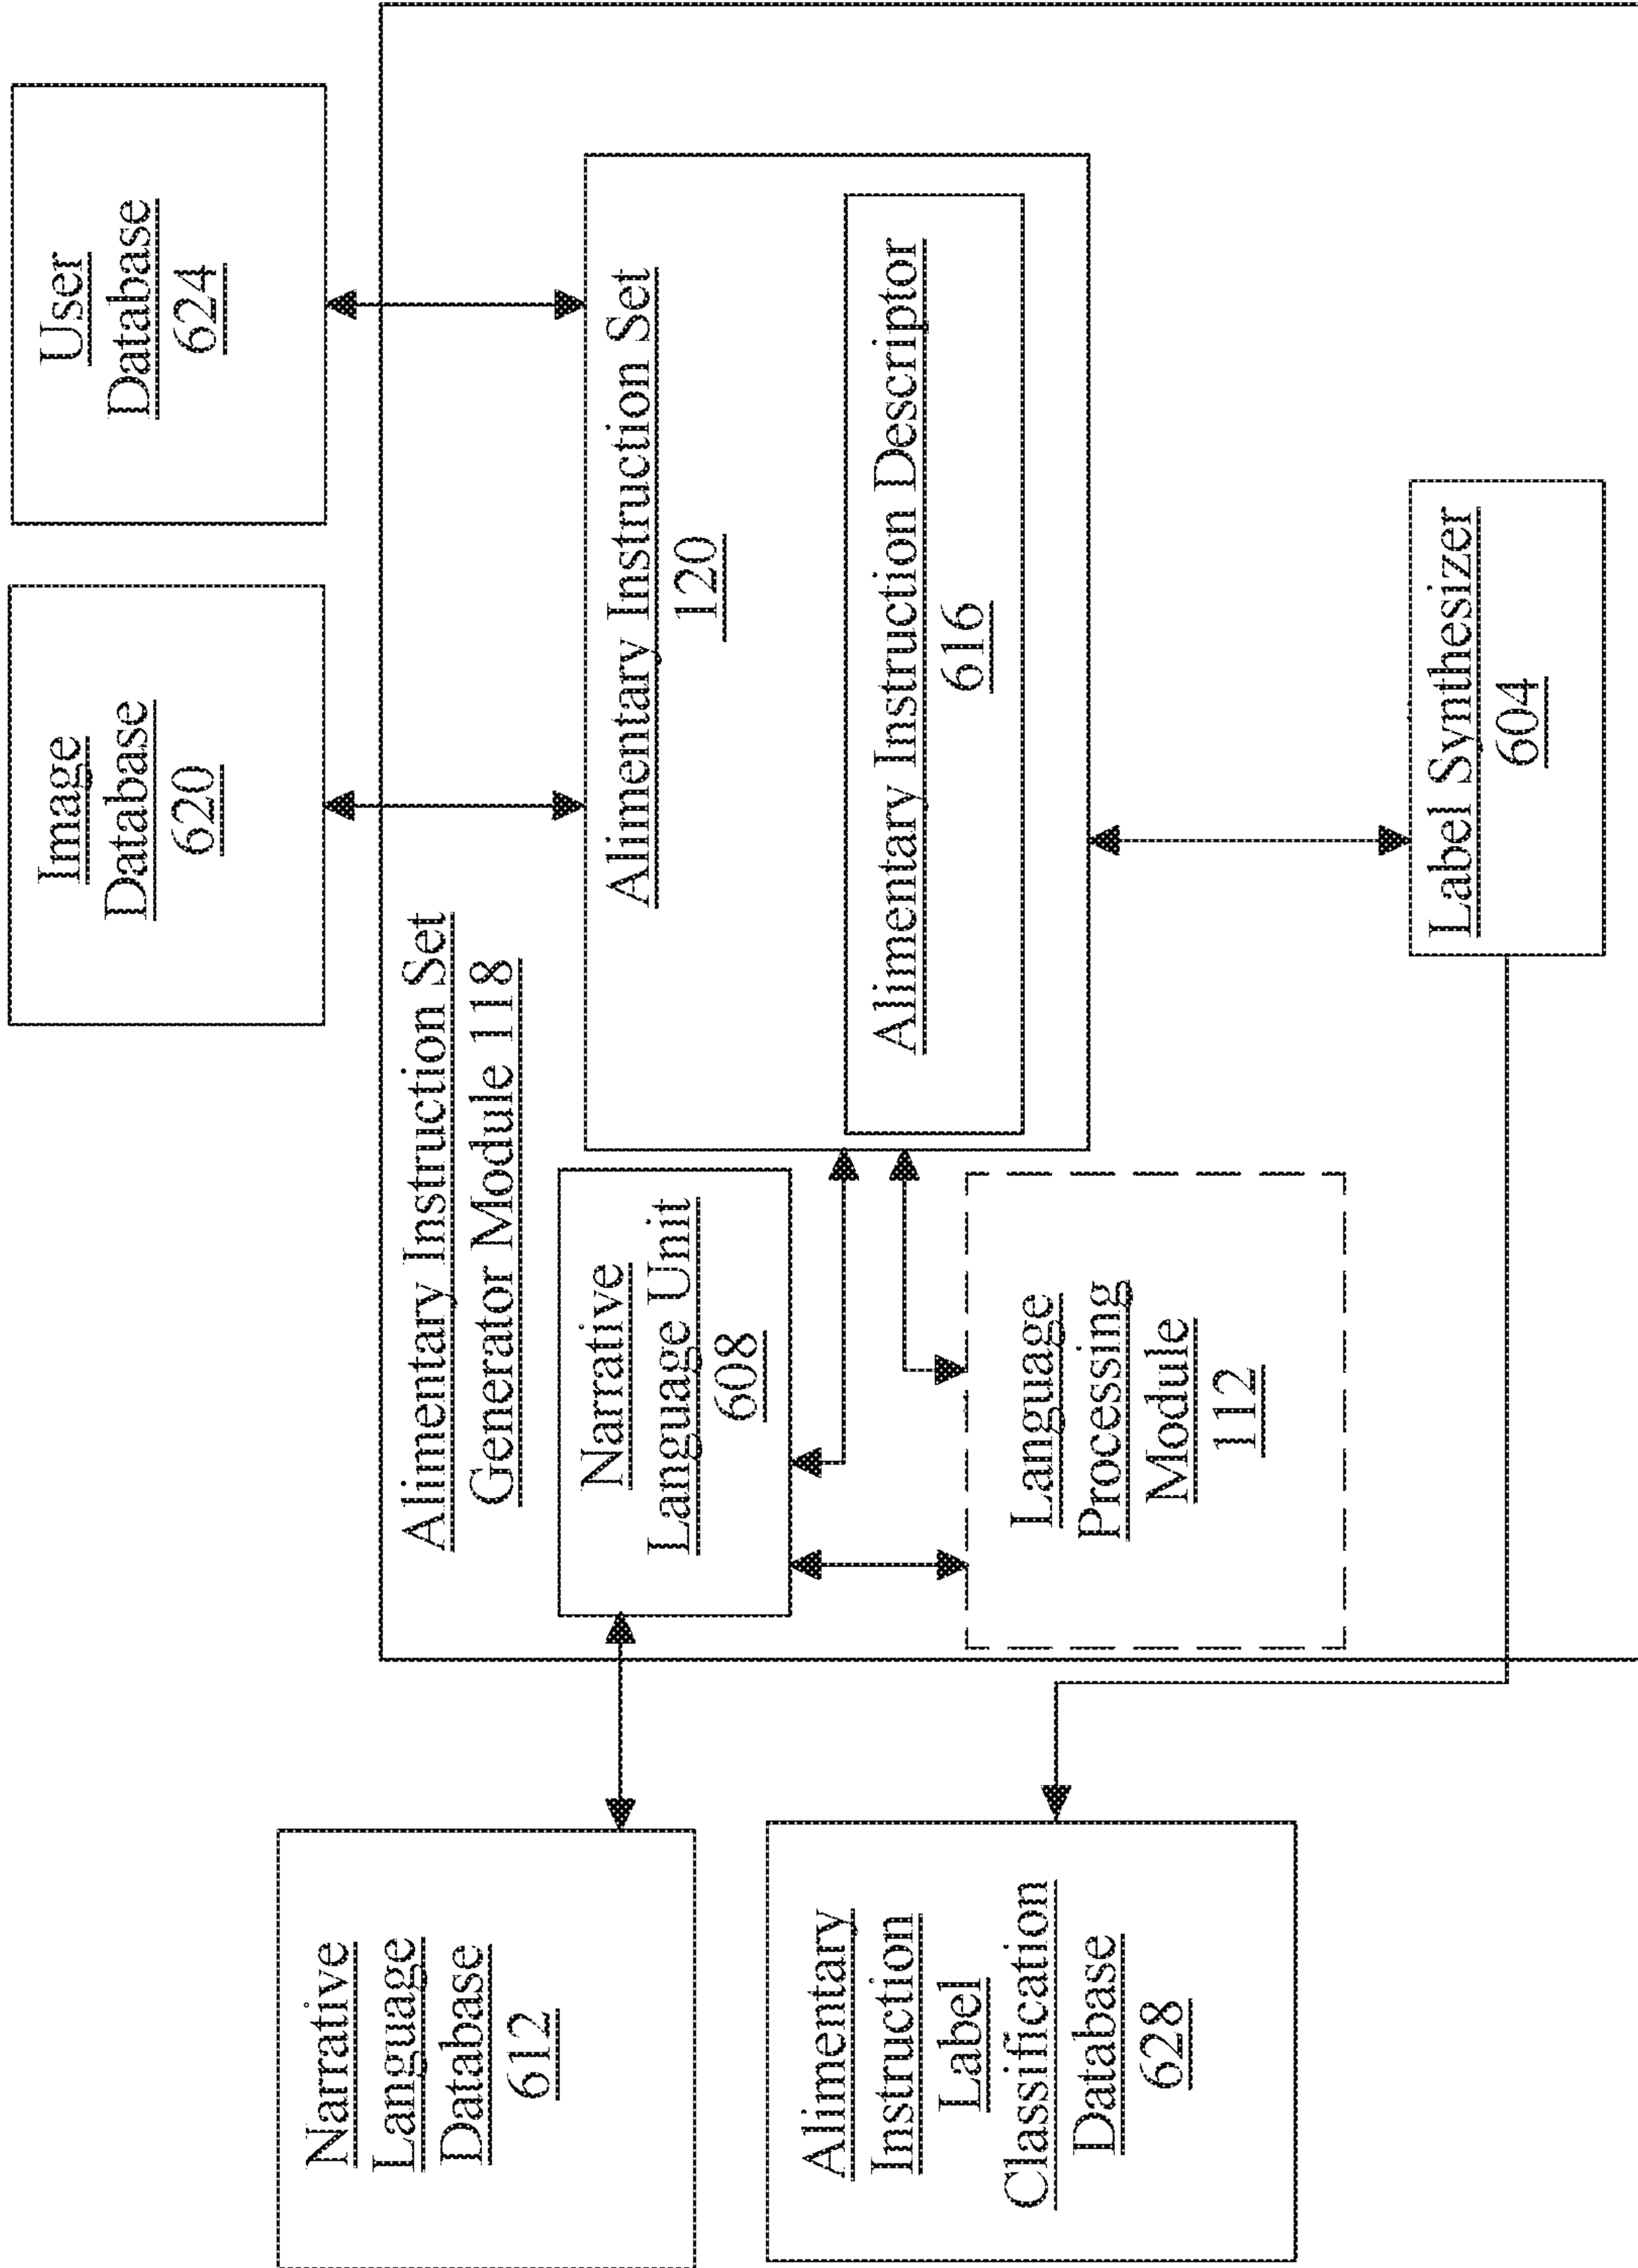 Narrative
Language
Database
612
Alimentary
Instruction
Label
Classification
Database
628
Alimentary Instruction Set
Generator Module 118
Narrative
Language Unit
608
Language
Processing
Module
112
Image
Database
620
User
Database
624
Alimentary Instruction Set
120
Alimentary Instruction Descriptor
616
Label Synthesizer
604